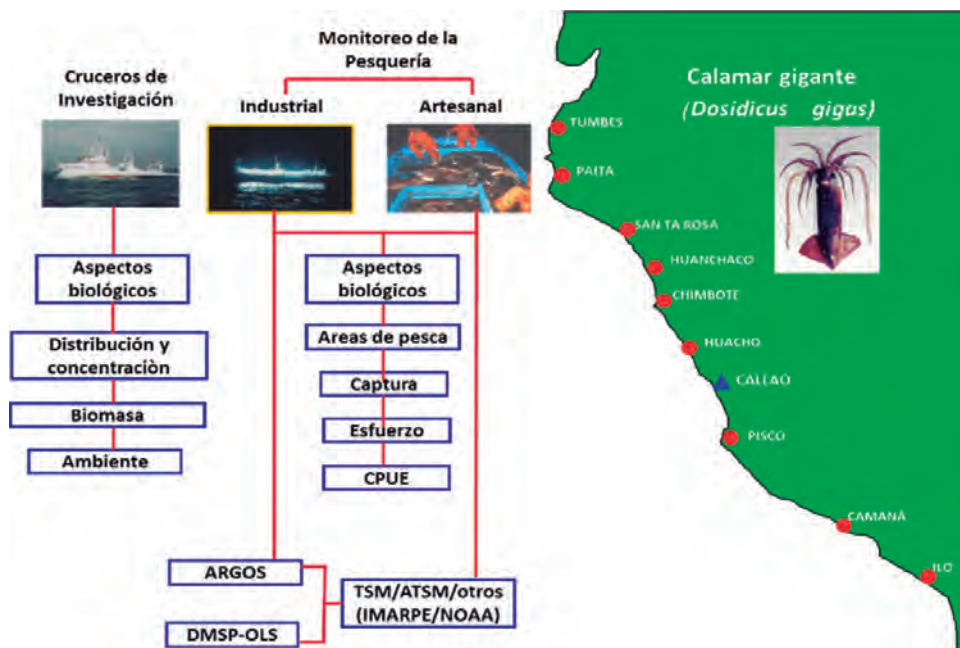 Monitoreo de la
Pesquería
Cruceros de
Investigación
Industrial
Artesanal
Aspectos
biológicos
Distribución y
concentraciòn
Biomasa
Ambiente
Aspectos
biológicos
Areas de pesca
Captura
Esfuerzo
CPUE
ARGOS
DMSP-OLS
TSM/ATSM/otros
(IMARPE/NOAA)
Calamar gigante
(Dosidicus gigas)
TUMBES
PAITA
SAN TA ROSA
HUANCHACO
CHIMBOTE
HUACHO
CALLAO
PISCO
CAMANÀ
ILO